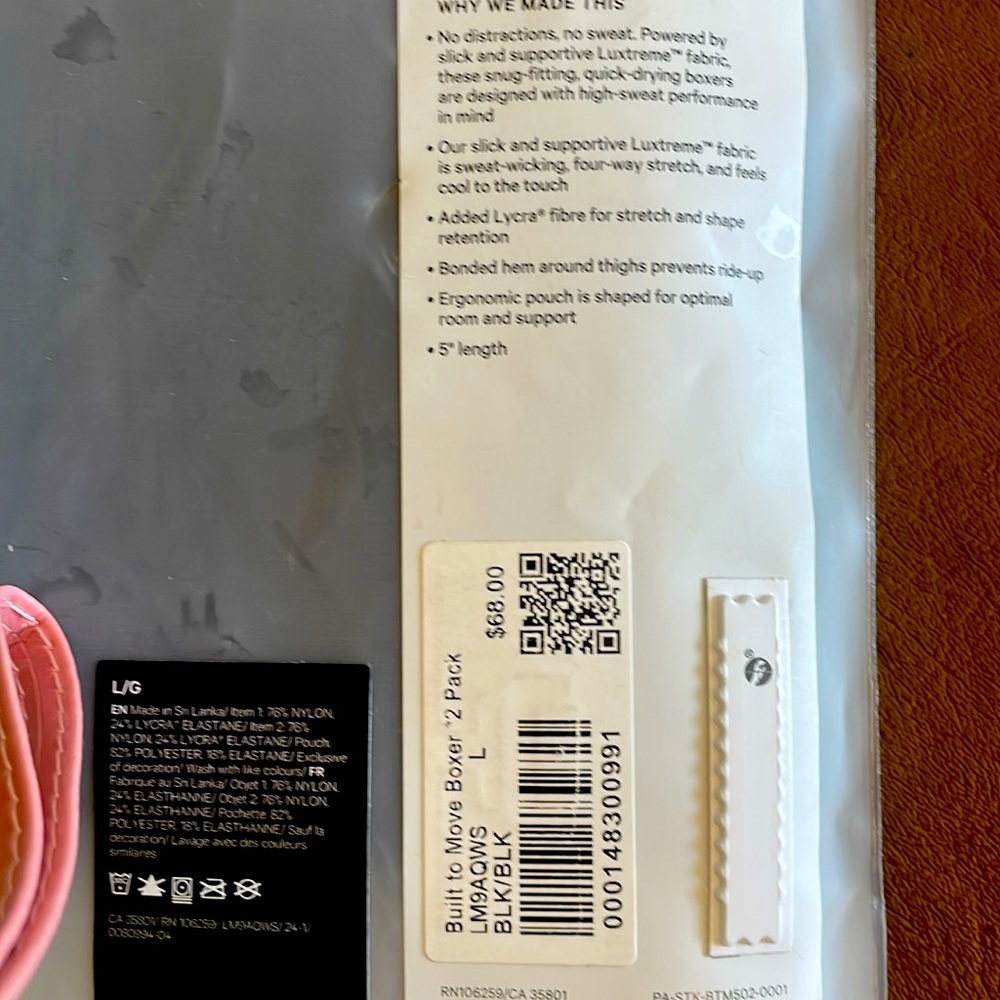 WHY WE MADE THIS
• No distractions, no sweat. Powered by
slick and supportive Luxtreme™ fabric,
these snug-fitting, quick-drying boxers
are designed with high-sweat performance
in mind
• Our slick and supportive Luxtreme™ fabric
is sweat-wicking, four-way stretch, and feels
cool to the touch
• Added Lycra® fibre for stretch and shape
retention
• Bonded hem around thighs prevents ride-up
• Ergonomic pouch is shaped for optimal
room and support
• 5" length
$68.00
Built to Move Boxer *2 Pack
LM9AQWS L
BLK/BLK
000148300991
L/G
EN Made in Sri Lanka/ Item 1: 76% NYLON,
24% LYCRA® ELASTANE/ Item 2: 76%
NYLON, 24% LYCRA® ELASTANE/ Pouch:
82% POLYESTER, 18% ELASTANE/ Exclusive
of decoration/ Wash with like colours/ FR
Fabriqué au Sri Lanka/ Objet 1: 76% NYLON,
24% ÉLASTHANNE/ Objet 2: 76% NYLON,
24% ÉLASTHANNE/ Pochette: 82%
POLYESTER, 18% ÉLASTHANNE/ Sauf la
décoration/ Lavage avec des couleurs
similaires
CA 35801/ RN 106259/ LM9AQWS/ 24-1/
0080994-04
RN106259/CA 35801
PA-STK-BTM502-0001